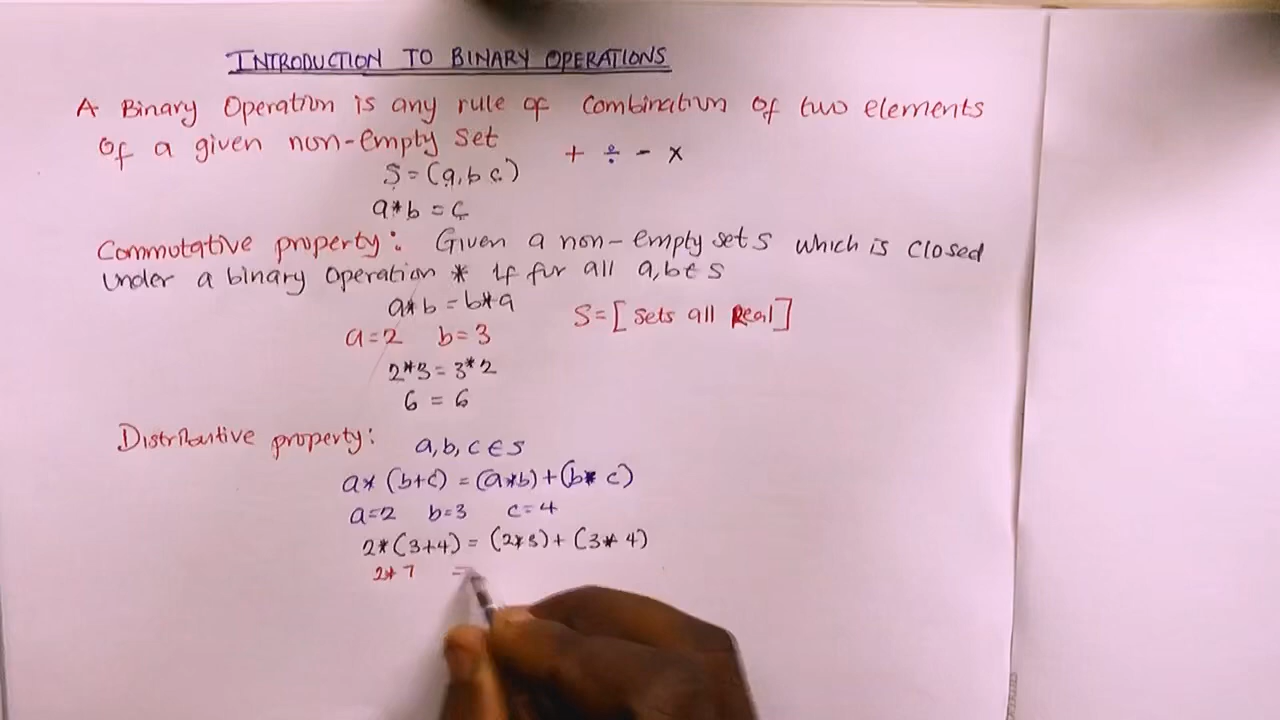 INTRODUCTION TO BINARY OPERATIONS
A Binary Operation is any rule of combination of two elements
of a given non-empty set
+ ÷ - x
S = (a, b c)
a * b = c
Commutative property: Given a non-empty set S which is closed
under a binary operation * if for all a, b ∈ S
a * b = b * a
S = [sets all Real]
a = 2 b = 3
2 * 3 = 3 * 2
6 = 6
Distributive property: a, b, c ∈ S
a * (b + c) = (a * b) + (b * c)
a = 2 b = 3 c = 4
2 * (3 + 4) = (2 * 3) + (3 * 4)
2 * 7 =